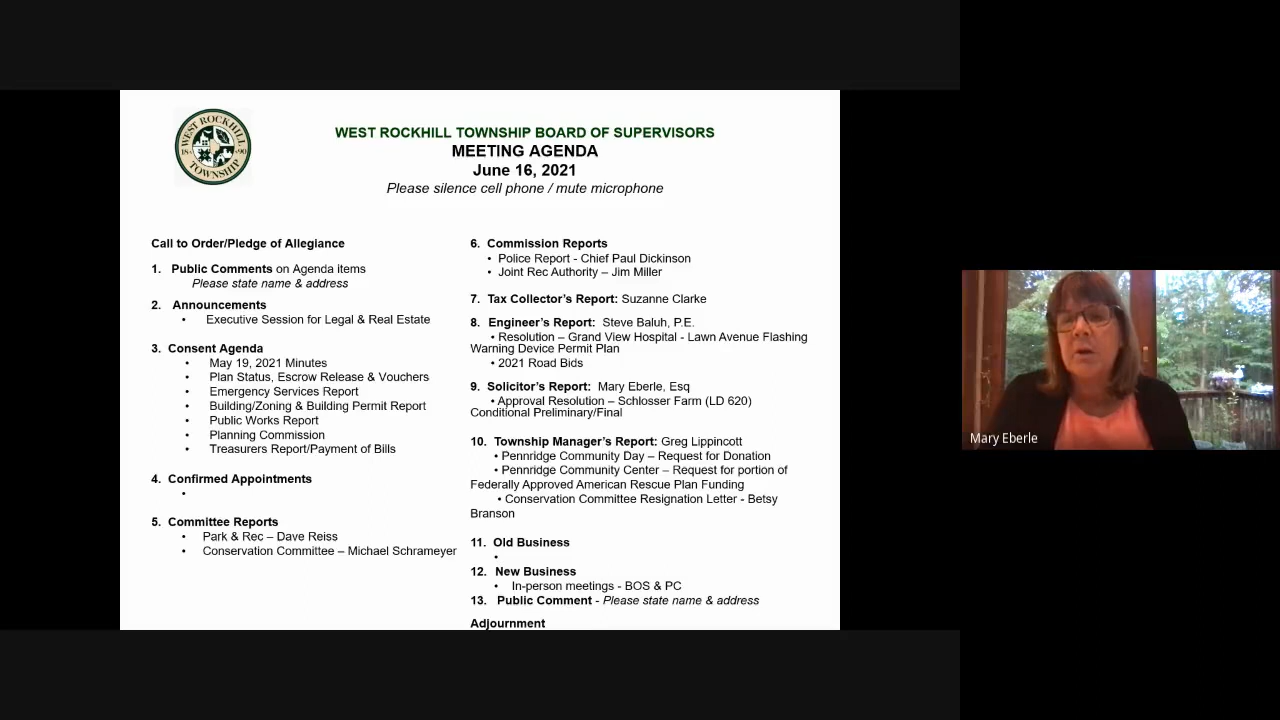 WEST ROCKHILL
18 90
TOWNSHIP
WEST ROCKHILL TOWNSHIP BOARD OF SUPERVISORS
MEETING AGENDA
June 16, 2021
Please silence cell phone / mute microphone
Call to Order/Pledge of Allegiance
1. Public Comments on Agenda items
Please state name & address
2. Announcements
• Executive Session for Legal & Real Estate
3. Consent Agenda
• May 19, 2021 Minutes
• Plan Status, Escrow Release & Vouchers
• Emergency Services Report
• Building/Zoning & Building Permit Report
• Public Works Report
• Planning Commission
• Treasurers Report/Payment of Bills
4. Confirmed Appointments
•
5. Committee Reports
• Park & Rec – Dave Reiss
• Conservation Committee – Michael Schrameyer
6. Commission Reports
• Police Report - Chief Paul Dickinson
• Joint Rec Authority – Jim Miller
7. Tax Collector's Report: Suzanne Clarke
8. Engineer's Report: Steve Baluh, P.E.
• Resolution – Grand View Hospital - Lawn Avenue Flashing
Warning Device Permit Plan
• 2021 Road Bids
9. Solicitor's Report: Mary Eberle, Esq
• Approval Resolution – Schlosser Farm (LD 620)
Conditional Preliminary/Final
10. Township Manager's Report: Greg Lippincott
• Pennridge Community Day – Request for Donation
• Pennridge Community Center – Request for portion of
Federally Approved American Rescue Plan Funding
• Conservation Committee Resignation Letter - Betsy
Branson
11. Old Business
•
12. New Business
• In-person meetings - BOS & PC
13. Public Comment - Please state name & address
Adjournment
Mary Eberle